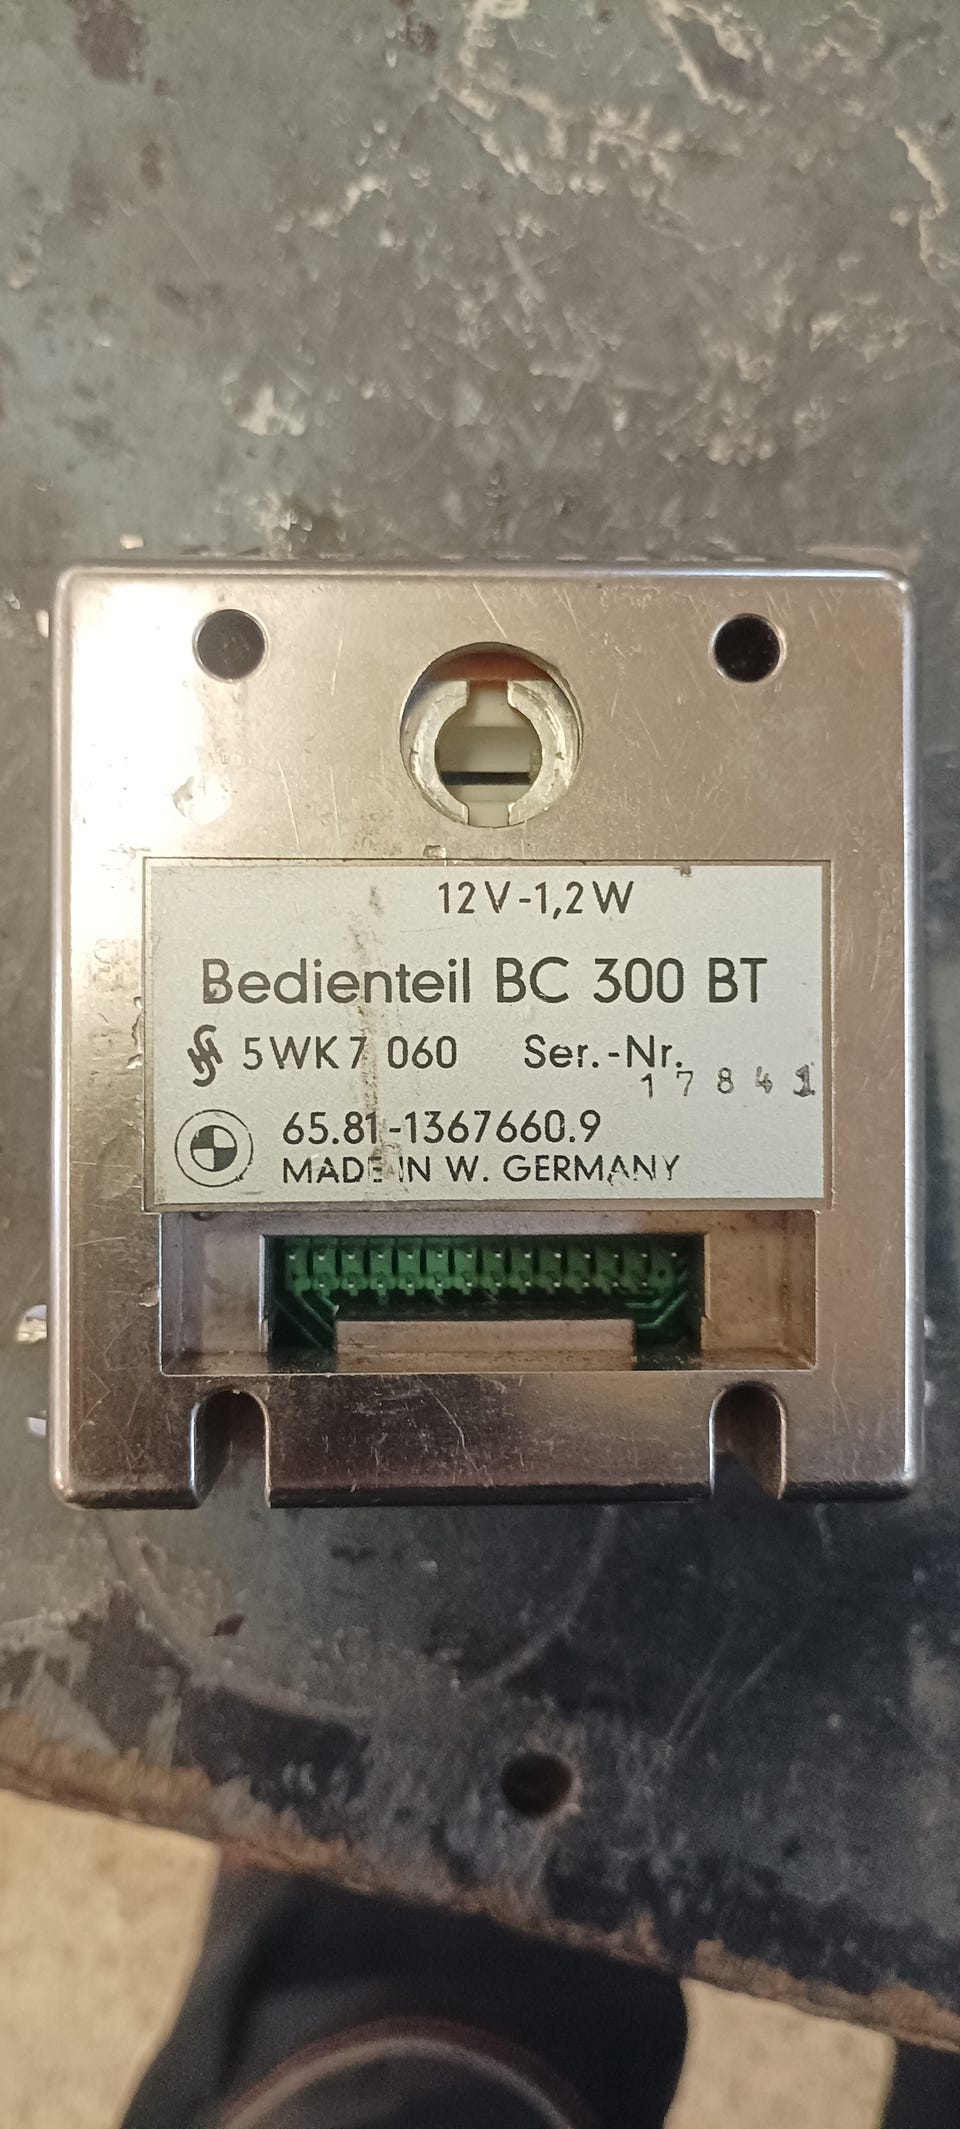 12V-1,2W
Bedienteil BC 300 BT
5WK7 060 Ser.-Nr.
17841
65.81-1367660.9
MADE IN W. GERMANY